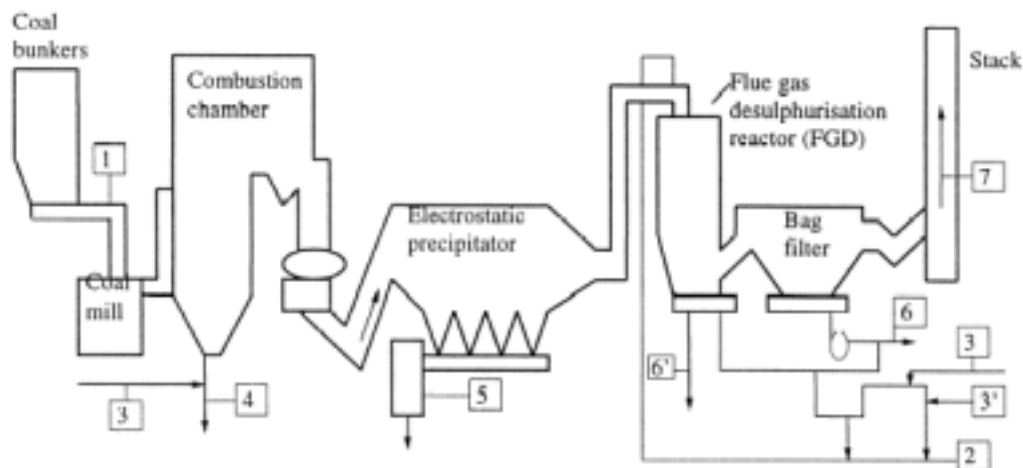 Coal
bunkers
Combustion
chamber
Flue gas
desulphurisation
reactor (FGD)
Stack
1
7
Electrostatic
precipitator
Bag
filter
Coal
mill
6
3
6'
5
3
4
3'
2